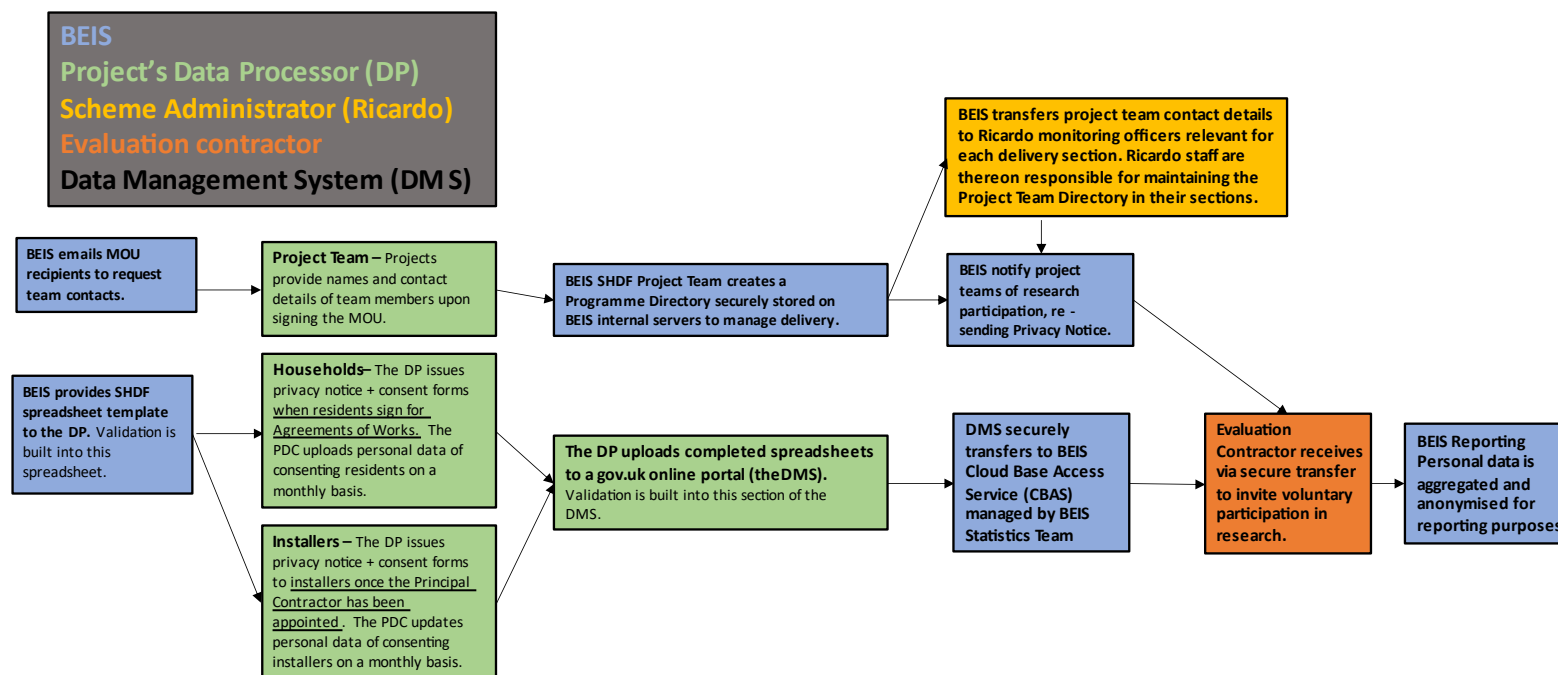 BEIS
Project's Data Processor (DP)
Scheme Administrator (Ricardo)
Evaluation contractor
Data Management System (DMS)
BEIS transfers project team contact details
to Ricardo monitoring officers relevant for
each delivery section. Ricardo staff are
thereon responsible for maintaining the
Project Team Directory in their sections.
BEIS emails MOU
recipients to request
team contacts.
Project Team – Projects
provide names and contact
details of team members upon
signing the MOU.
BEIS SHDF Project Team creates a
Programme Directory securely stored on
BEIS internal servers to manage delivery.
BEIS notify project
teams of research
participation, re -
sending Privacy Notice.
BEIS provides SHDF
spreadsheet template
to the DP. Validation is
built into this
spreadsheet.
Households– The DP issues
privacy notice + consent forms
when residents sign for
Agreements of Works. The
PDC uploads personal data of
consenting residents on a
monthly basis.
Installers – The DP issues
privacy notice + consent forms
to installers once the Principal
Contractor has been
appointed . The PDC updates
personal data of consenting
installers on a monthly basis.
The DP uploads completed spreadsheets
to a gov.uk online portal (the DMS).
Validation is built into this section of the
DMS.
DMS securely
transfers to BEIS
Cloud Base Access
Service (CBAS)
managed by BEIS
Statistics Team
Evaluation
Contractor receives
via secure transfer
to invite voluntary
participation in
research.
BEIS Reporting
Personal data is
aggregated and
anonymised for
reporting purposes